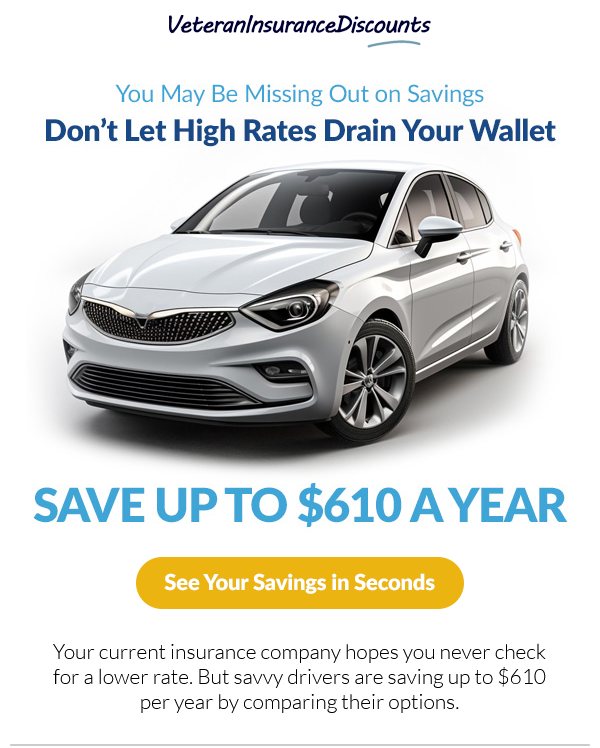 VeteranInsuranceDiscounts
You May Be Missing Out on Savings
Don't Let High Rates Drain Your Wallet
SAVE UP TO $610 A YEAR
See Your Savings in Seconds
Your current insurance company hopes you never check
for a lower rate. But savvy drivers are saving up to $610
per year by comparing their options.